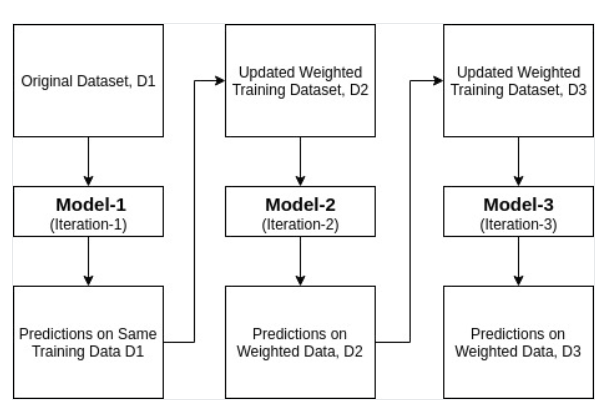 Original Dataset, D1
Model-1
(Iteration-1)
Predictions on Same
Training Data D1
Updated Weighted
Training Dataset, D2
Model-2
(Iteration-2)
Predictions on
Weighted Data, D2
Updated Weighted
Training Dataset, D3
Model-3
(Iteration-3)
Predictions on
Weighted Data, D3